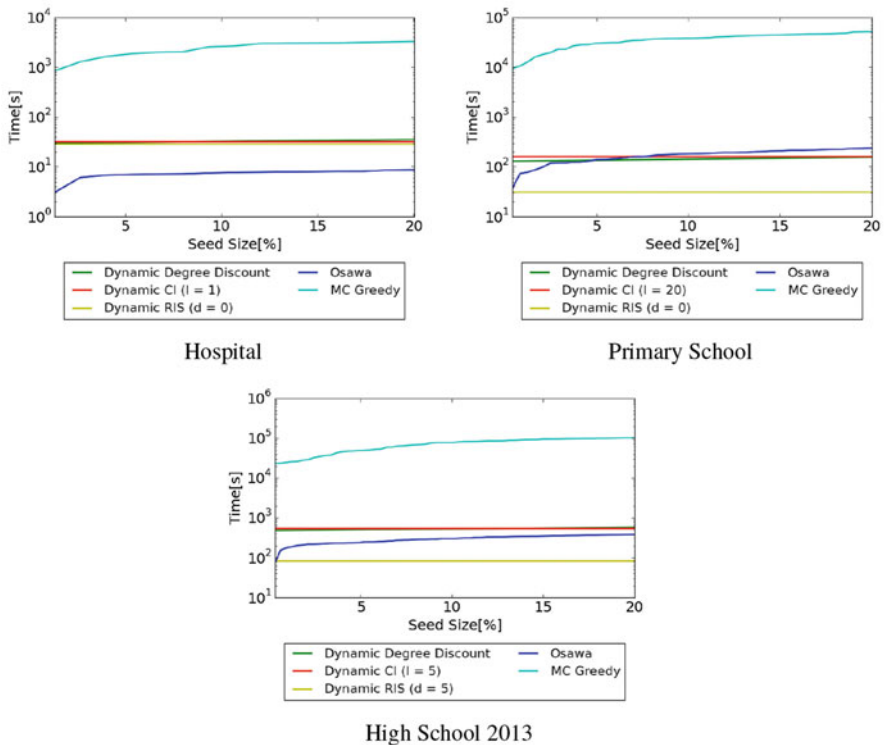 10^4
10^3
10^2
10^1
10^0
Time[s]
5 10 15 20
Seed Size[%]
Dynamic Degree Discount
Dynamic CI (l = 1)
Dynamic RIS (d = 0)
Osawa
MC Greedy
Hospital
10^5
10^4
10^3
10^2
10^1
Time[s]
5 10 15 20
Seed Size[%]
Dynamic Degree Discount
Dynamic CI (l = 20)
Dynamic RIS (d = 0)
Osawa
MC Greedy
Primary School
10^6
10^5
10^4
10^3
10^2
10^1
Time[s]
5 10 15 20
Seed Size[%]
Dynamic Degree Discount
Dynamic CI (l = 5)
Dynamic RIS (d = 5)
Osawa
MC Greedy
High School 2013